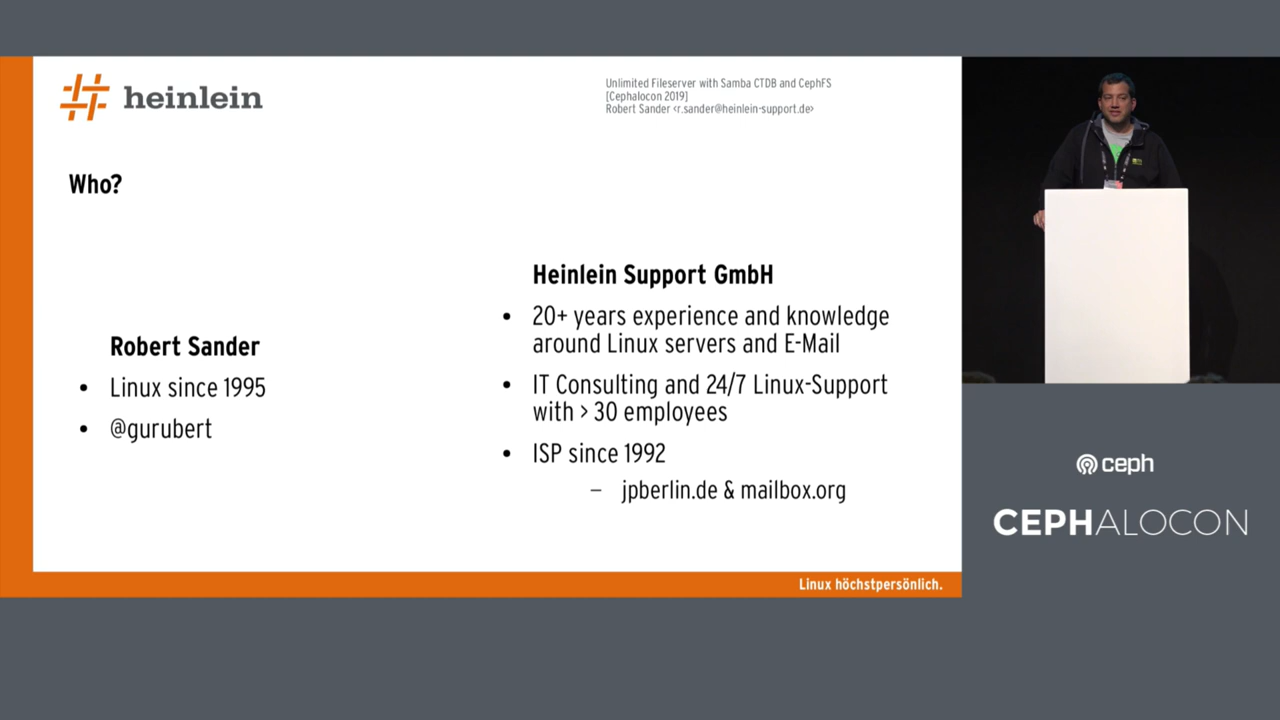 heinlein
Unlimited Fileserver with Samba CTDB and CephFS
[Cephalocon 2019]
Robert Sander <r.sander@heinlein-support.de>
Who?
Robert Sander
• Linux since 1995
• @gurubert
Heinlein Support GmbH
• 20+ years experience and knowledge
around Linux servers and E-Mail
• IT Consulting and 24/7 Linux-Support
with > 30 employees
• ISP since 1992
– jpberlin.de & mailbox.org
Linux höchstpersönlich.
ceph
CEPHALOCON